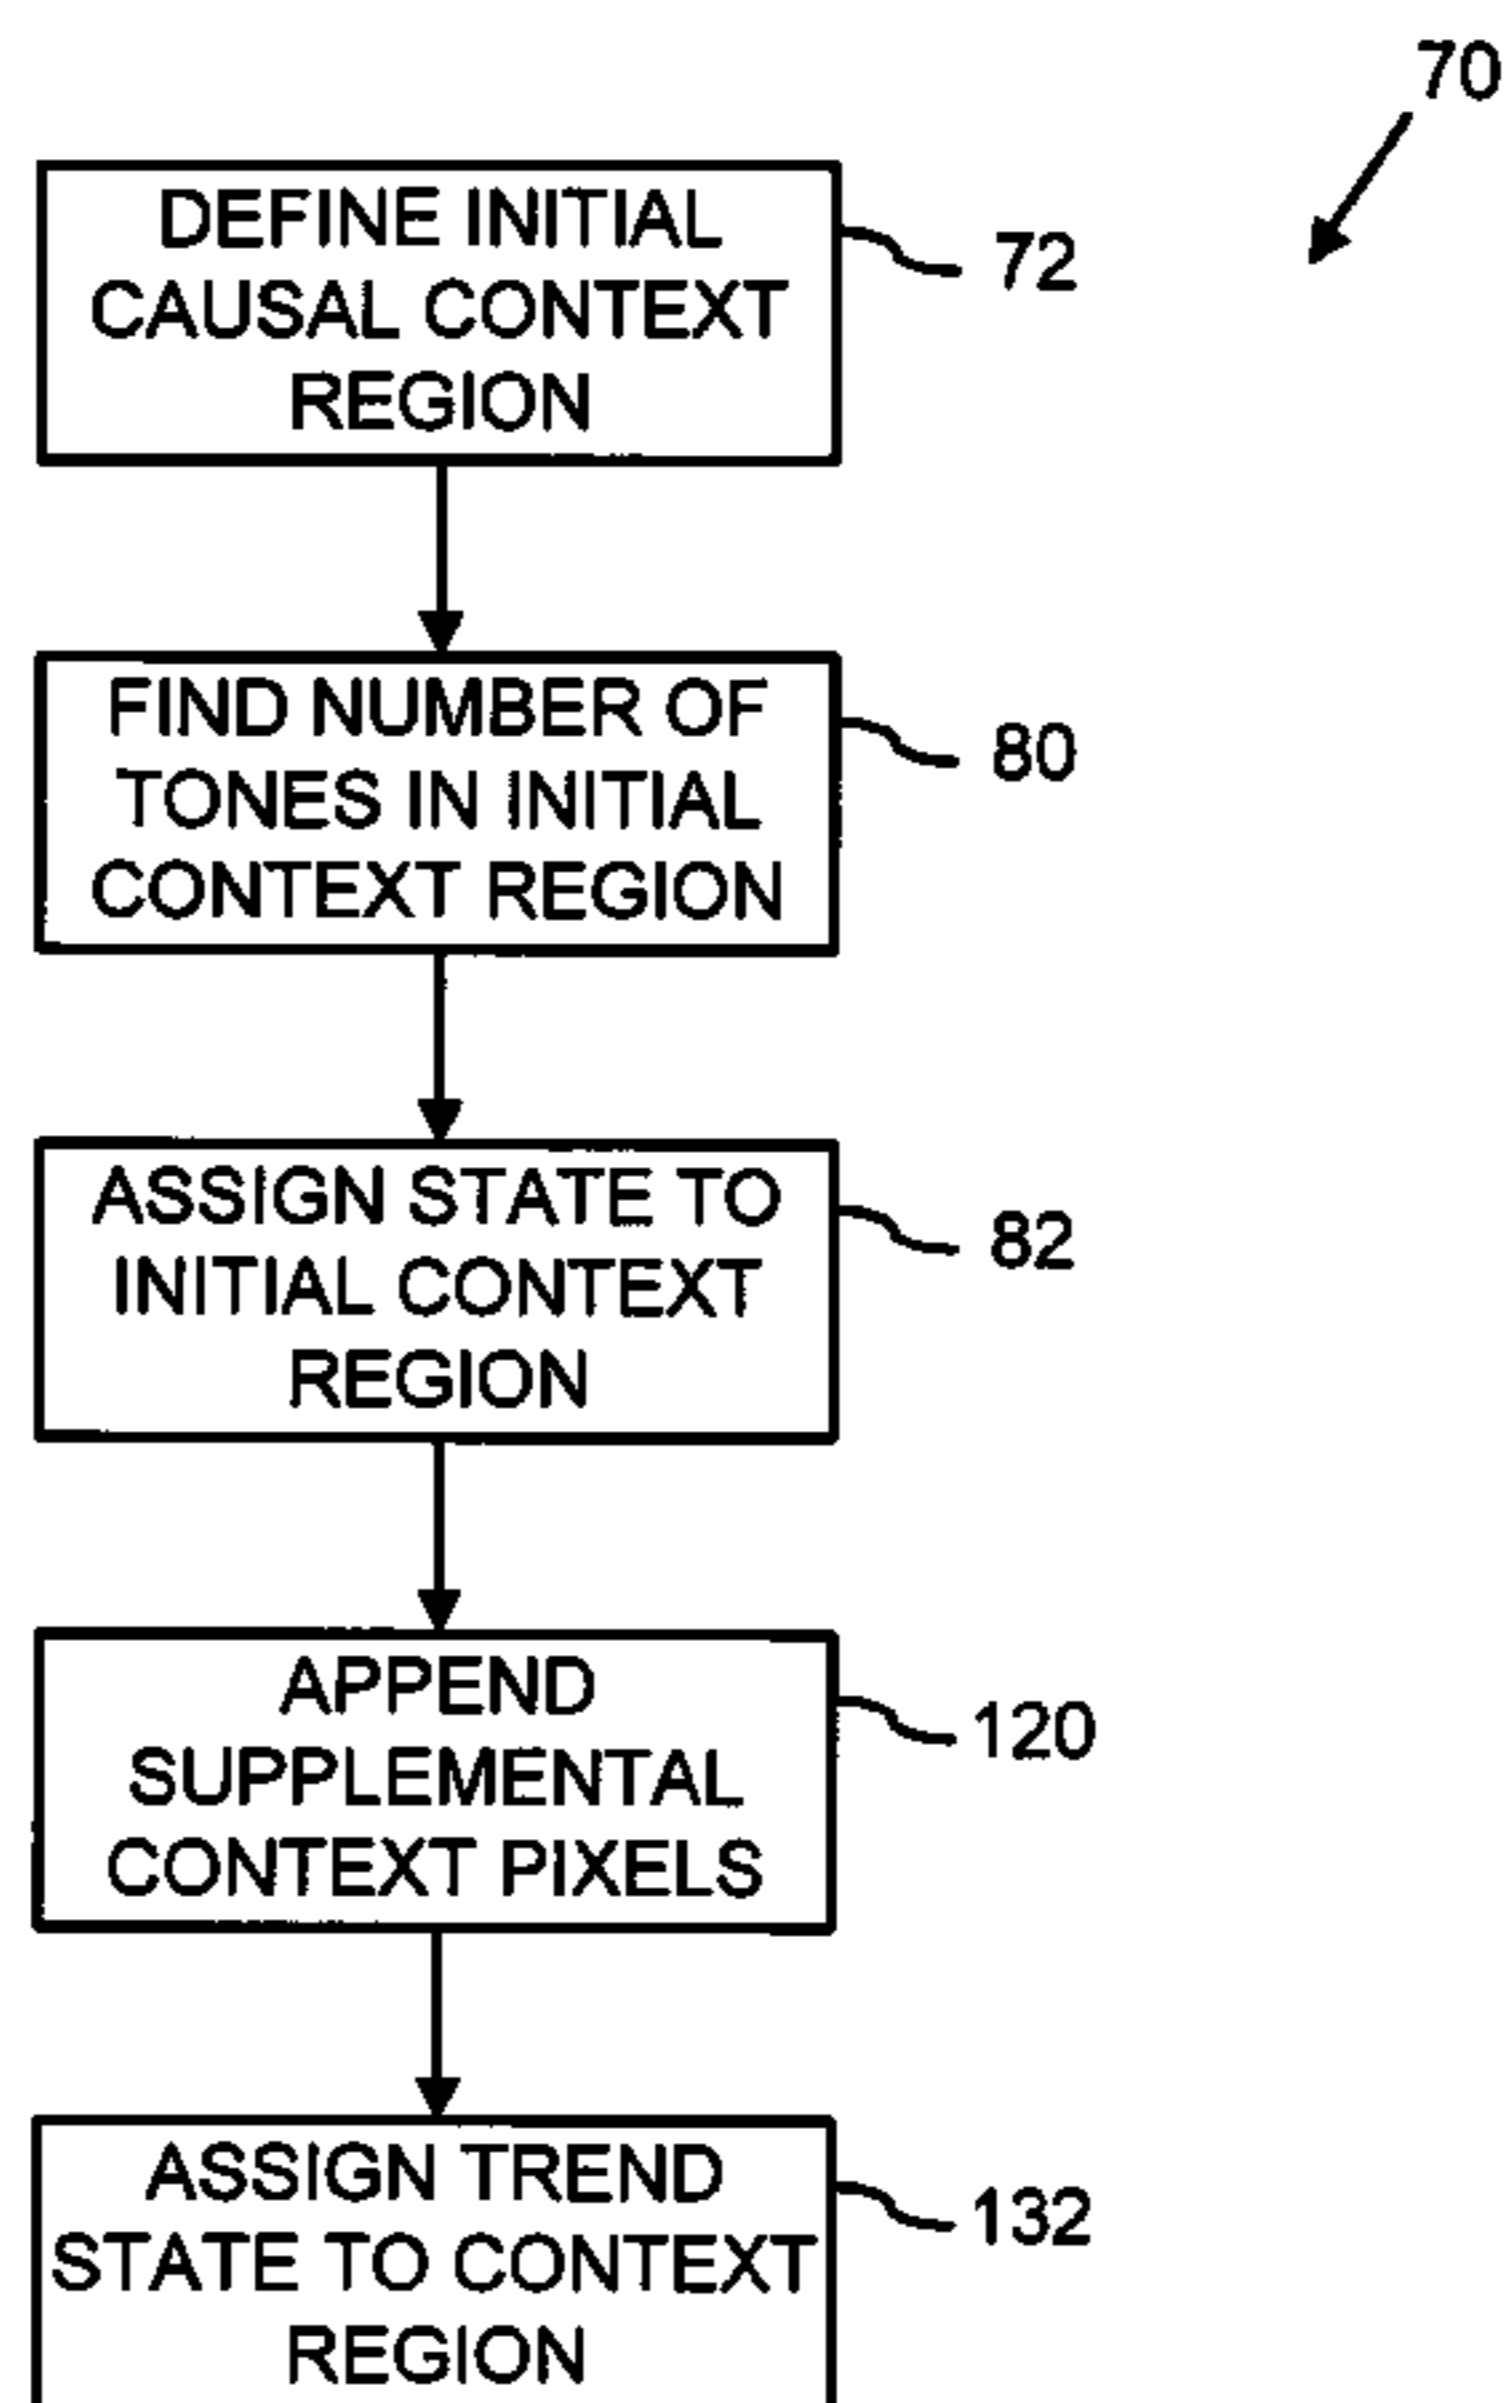 70
DEFINE INITIAL
CAUSAL CONTEXT
REGION
72
FIND NUMBER OF
TONES IN INITIAL
CONTEXT REGION
80
ASSIGN STATE TO
INITIAL CONTEXT
REGION
82
APPEND
SUPPLEMENTAL
CONTEXT PIXELS
120
ASSIGN TREND
STATE TO CONTEXT
REGION
132